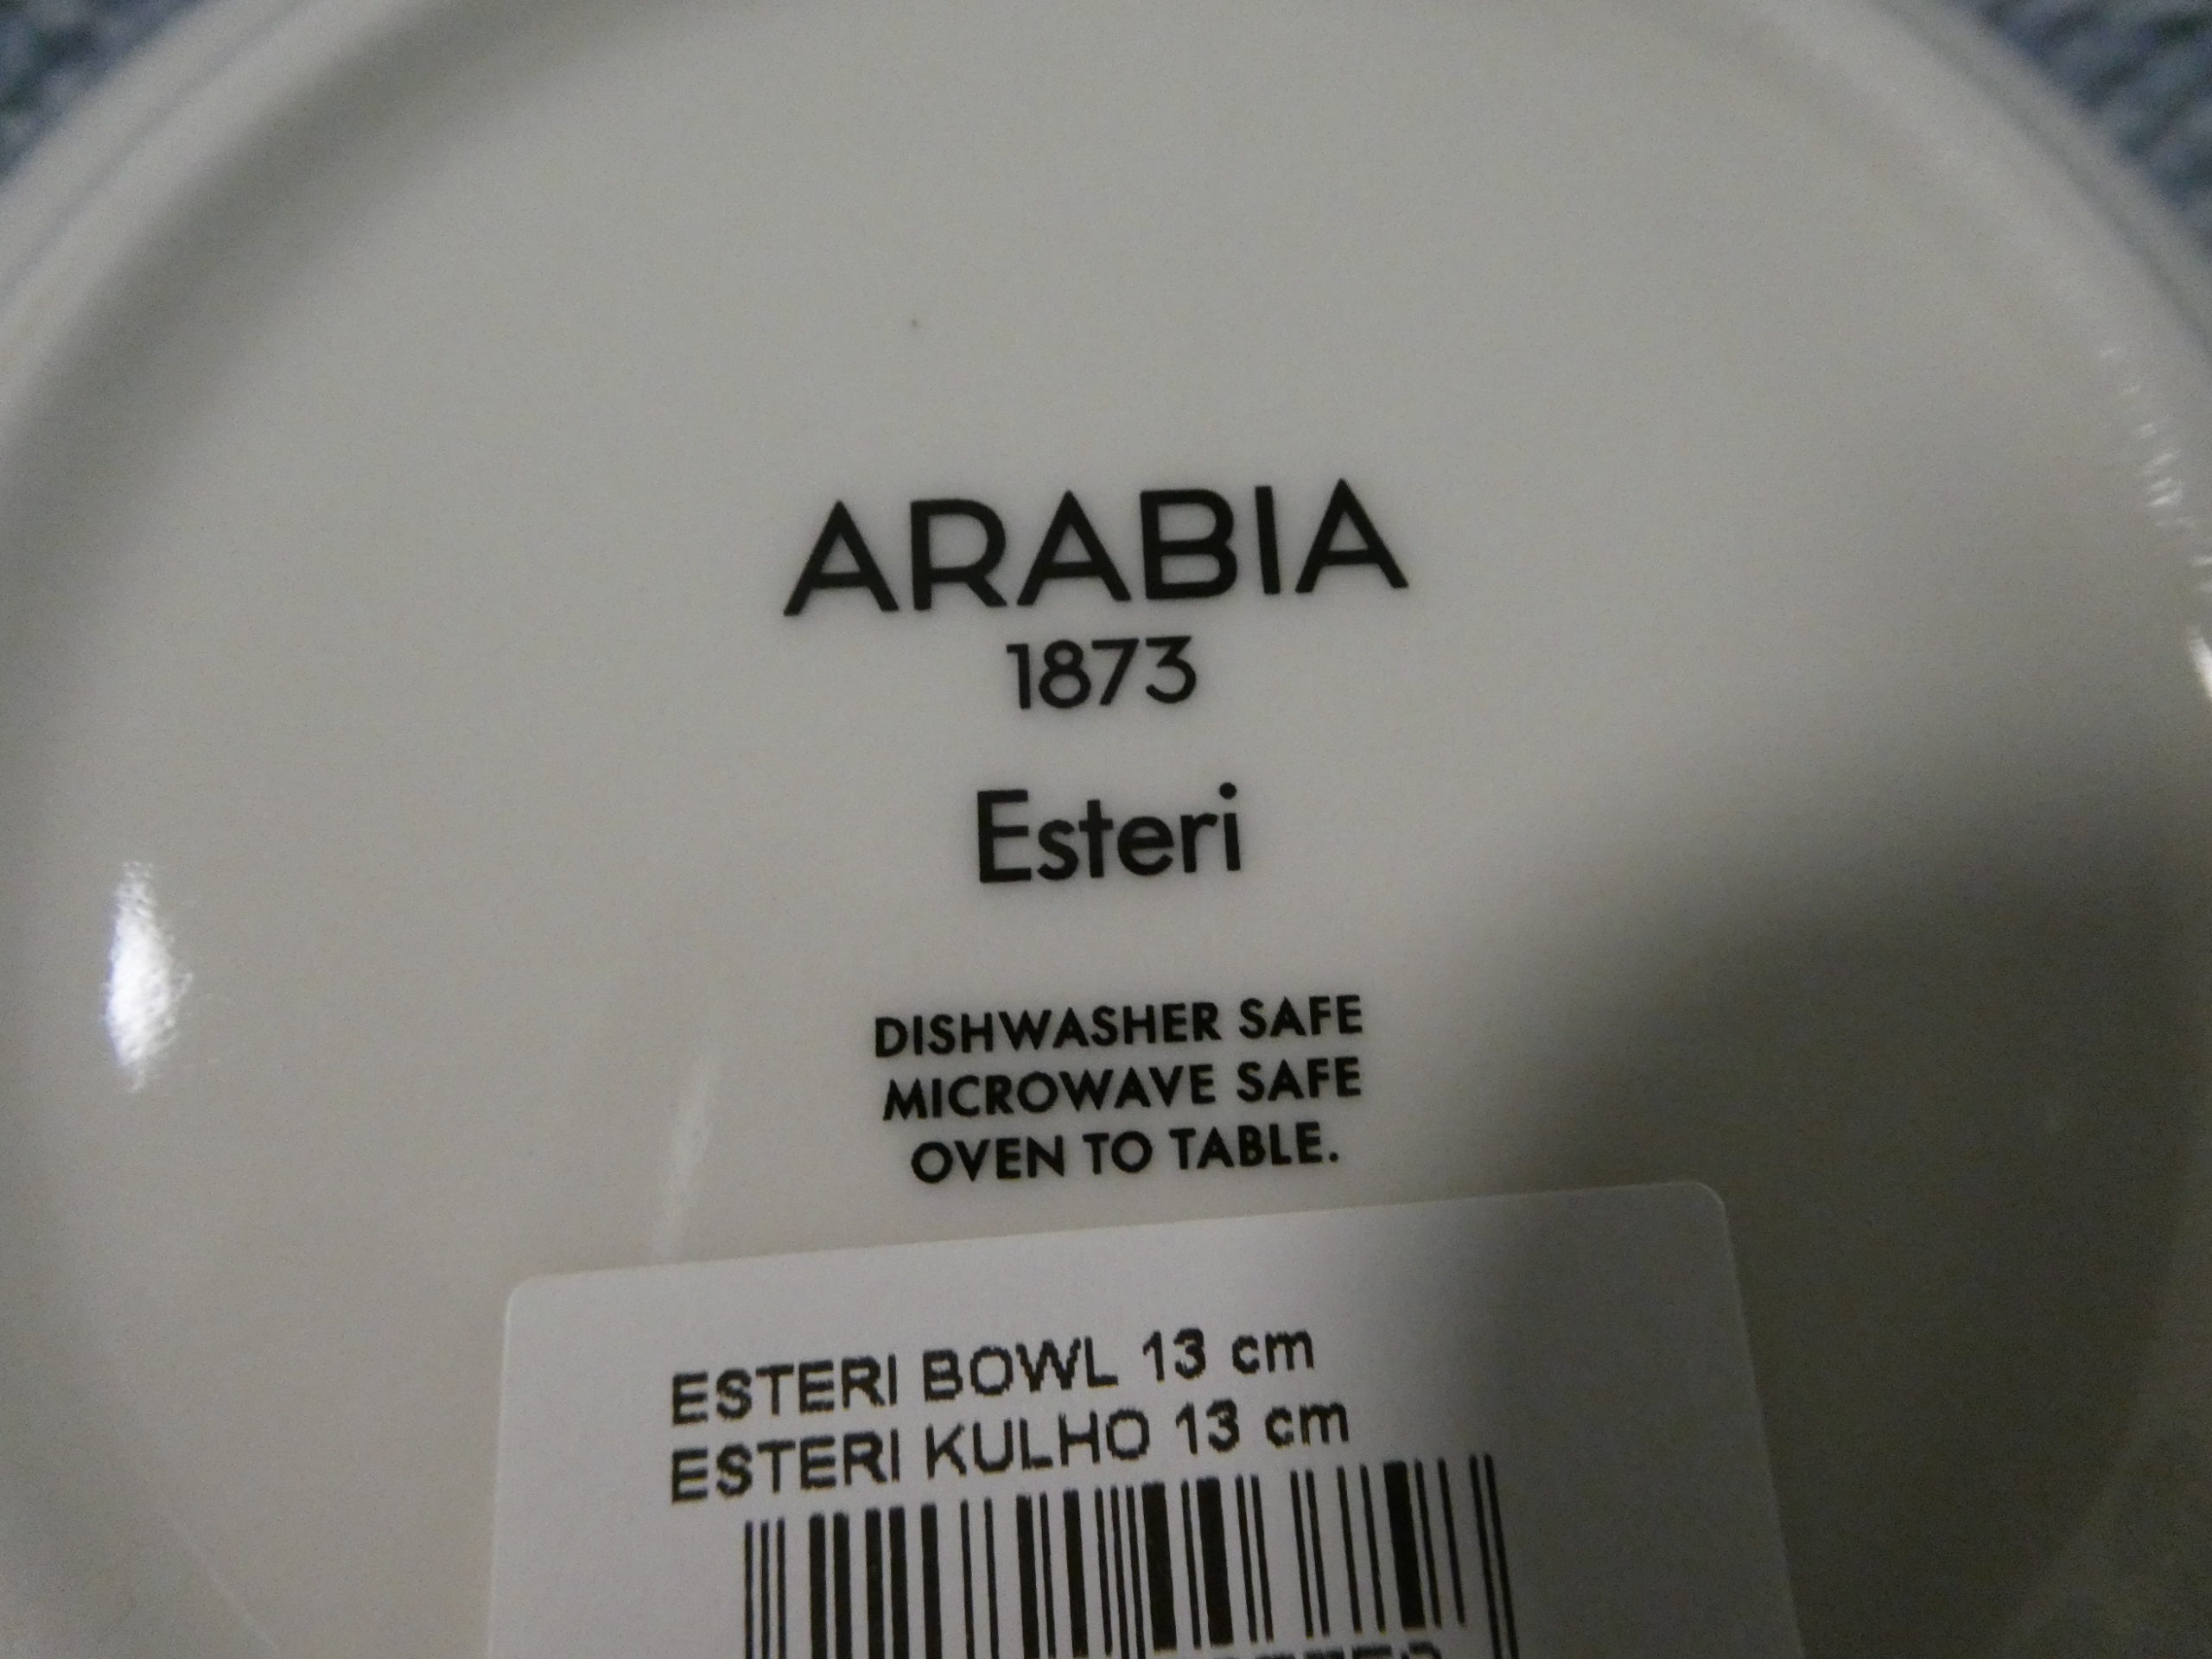 ARABIA
1873
Esteri
DISHWASHER SAFE
MICROWAVE SAFE
OVEN TO TABLE.
ESTERI BOWL 13 cm
ESTERI KULHO 13 cm